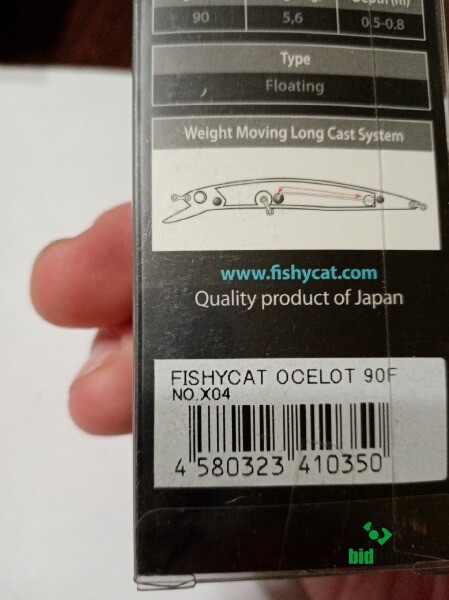 90 5,6 0.5-0.8
Type
Floating
Weight Moving Long Cast System
www.fishycat.com
Quality product of Japan
FISHYCAT OCELOT 90F
NO.X04
4 580323 410350
bid